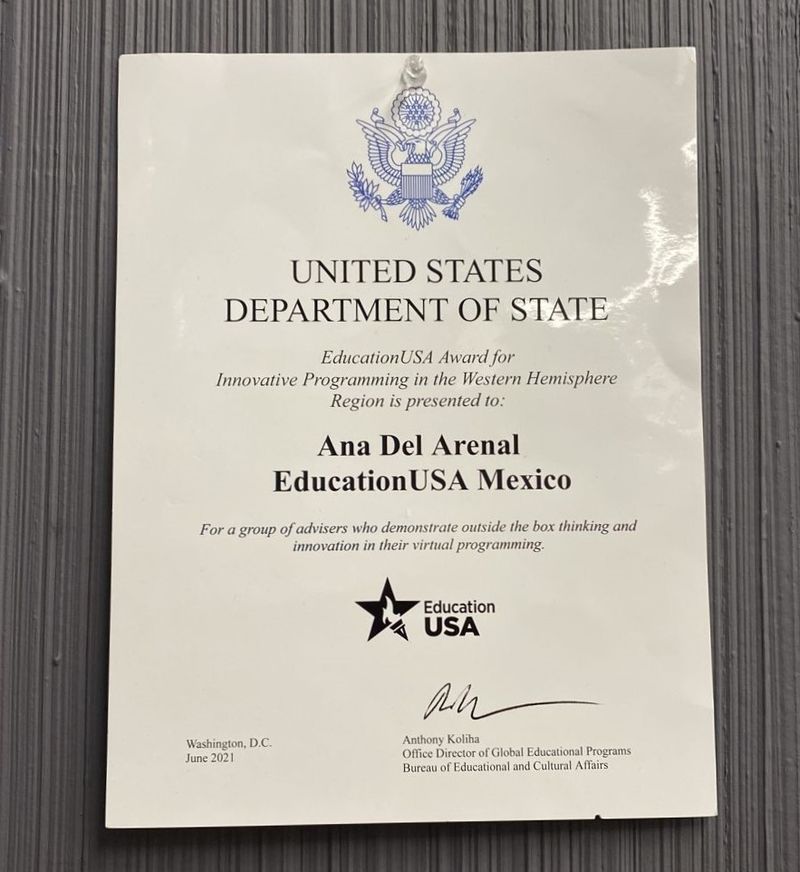 UNITED STATES
DEPARTMENT OF STATE
EducationUSA Award for
Innovative Programming in the Western Hemisphere
Region is presented to:
Ana Del Arenal
EducationUSA Mexico
For a group of advisers who demonstrate outside the box thinking and
innovation in their virtual programming.
Education
USA
Washington, D.C.
June 2021
Anthony Koliha
Office Director of Global Educational Programs
Bureau of Educational and Cultural Affairs